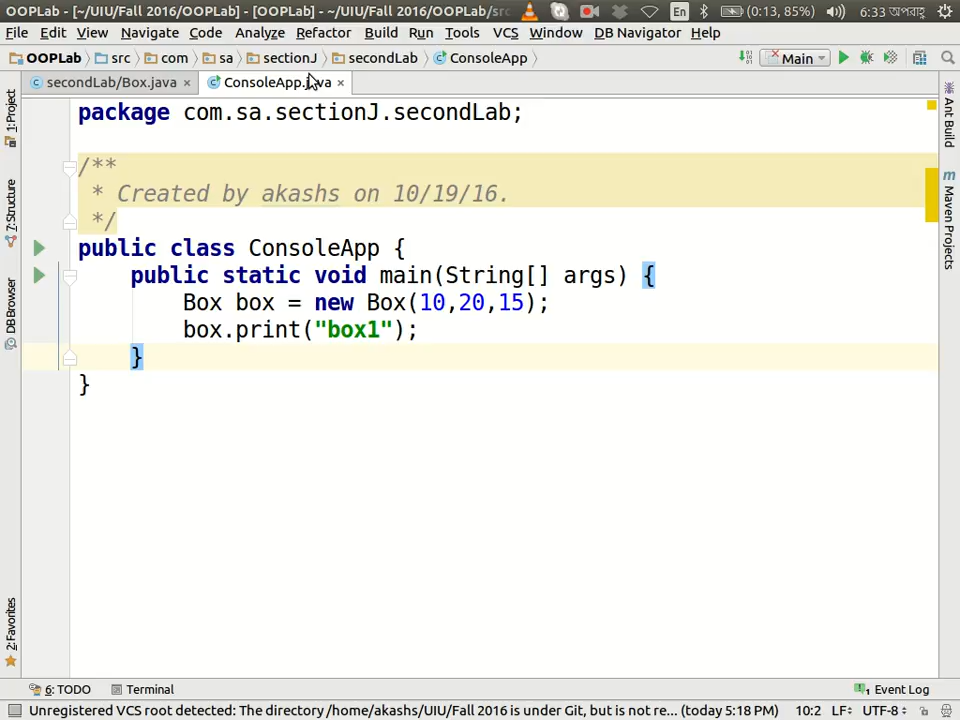 OOPLab - [~/UIU/Fall 2016/OOPLab] - [OOPLab] - ~/UIU/Fall 2016/OOPLab/src
En (0:13, 85%) 6:33 অপরাহ্ণ
File Edit View Navigate Code Analyze Refactor Build Run Tools VCS Window DB Navigator Help
OOPLab src com sa sectionJ secondLab ConsoleApp Main
secondLab/Box.java × ConsoleApp.java ×
package com.sa.sectionJ.secondLab;
/**
* Created by akashs on 10/19/16.
*/
public class ConsoleApp {
public static void main(String[] args) {
Box box = new Box(10,20,15);
box.print("box1");
}
}
1: Project
7: Structure
DB Browser
2: Favorites
Ant Build
m Maven Projects
6: TODO Terminal 1 Event Log
Unregistered VCS root detected: The directory /home/akashs/UIU/Fall 2016 is under Git, but is not re... (today 5:18 PM) 10:2 LF UTF-8